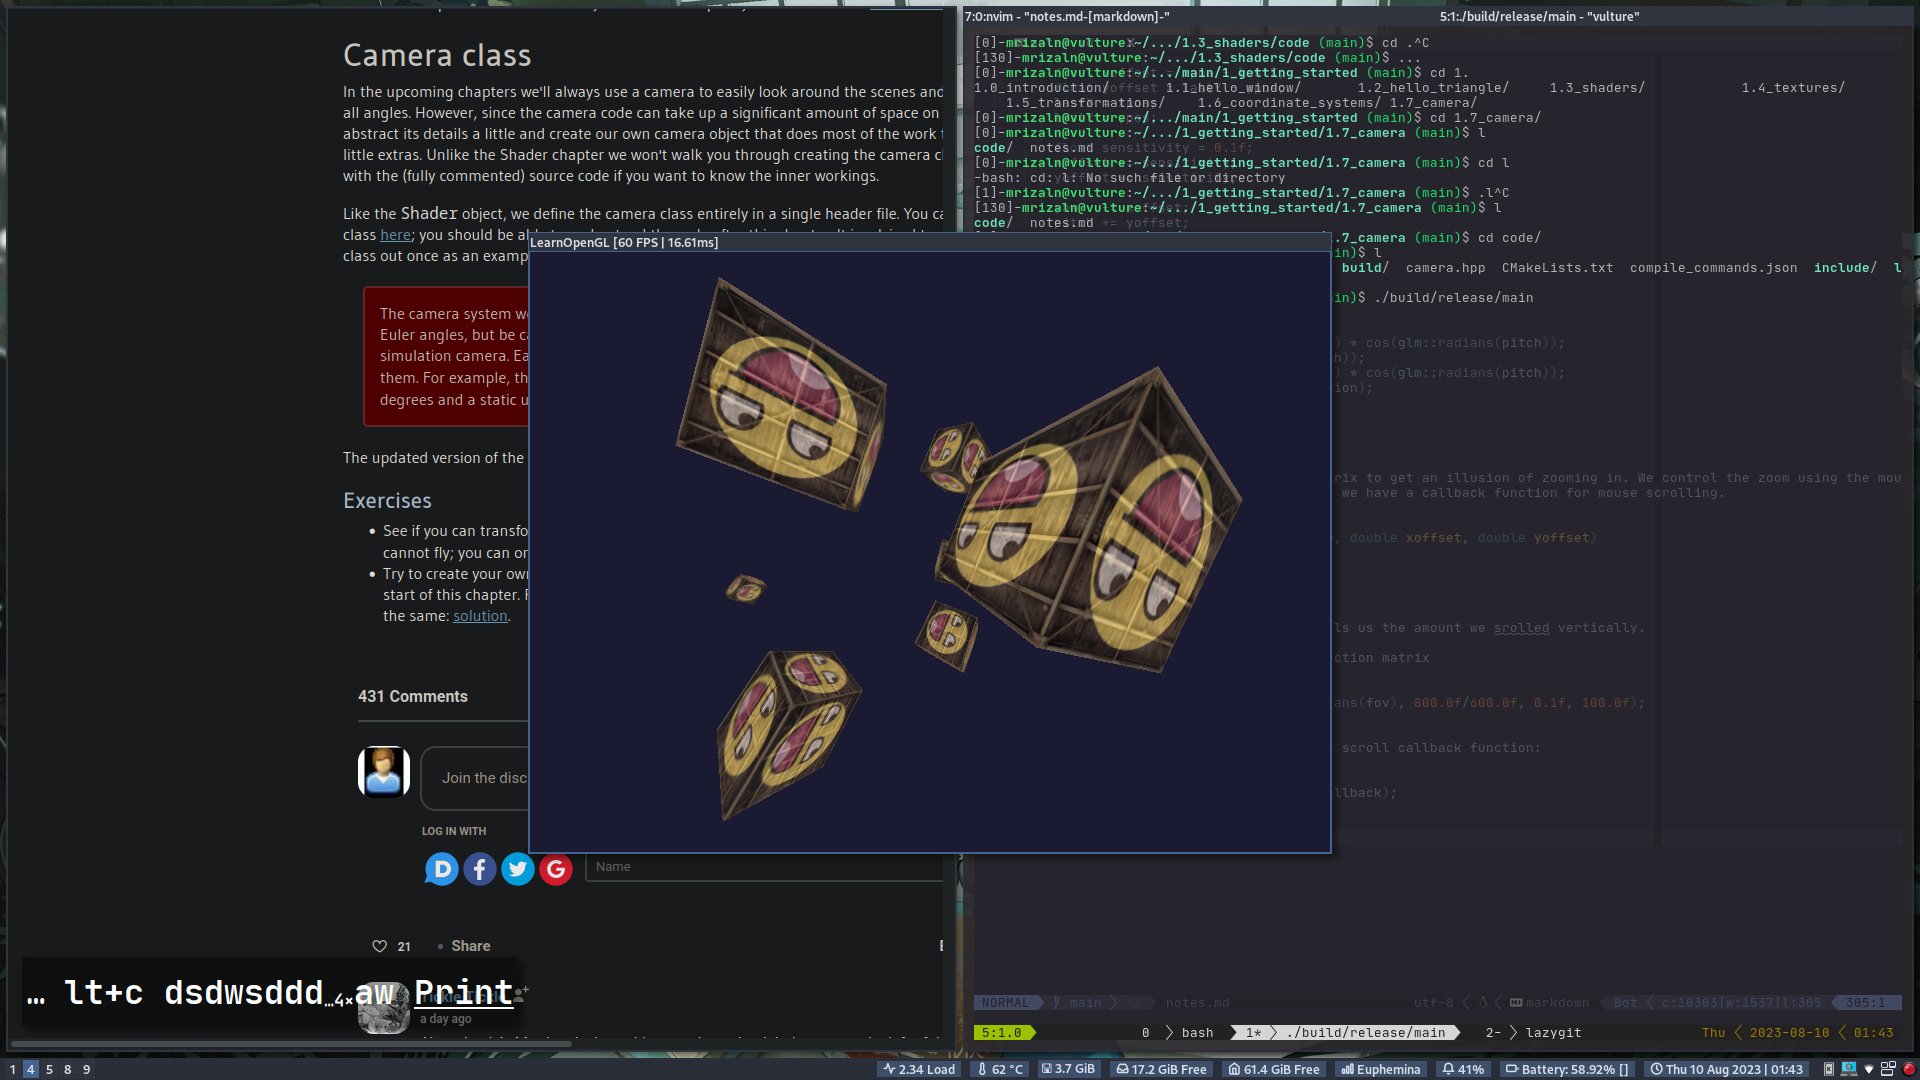 Camera class
In the upcoming chapters we'll always use a camera to easily look around the scenes and
all angles. However, since the camera code can take up a significant amount of space on
abstract its details a little and create our own camera object that does most of the work
little extras. Unlike the Shader chapter we won't walk you through creating the camera
with the (fully commented) source code if you want to know the inner workings.
Like the Shader object, we define the camera class entirely in a single header file. You
class here; you should be
class out once as an
The camera system
Euler angles, but be
simulation camera.
them. For example,
degrees and a static
The updated version of the
Exercises
See if you can
cannot fly; you can
Try to create your
start of this chapter.
the same: solution.
431 Comments
Join the
LOG IN WITH
Name
21 • Share
a day ago
… lt+c dsdwsddd…4×aw Print
LearnOpenGL [60 FPS | 16.61ms]
7:0:nvim - "notes.md-[markdown]-"
5:1:./build/release/main - "vulture"
[0]-mrizaln@vulture:~/.../1.3_shaders/code (main)$ cd .^C
[130]-mrizaln@vulture:~/.../1.3_shaders/code (main)$ ...
[0]-mrizaln@vulture:~/.../main/1_getting_started (main)$ cd 1.
1.0_introduction/ 1.1_hello_window/ 1.2_hello_triangle/ 1.3_shaders/ 1.4_textures/
1.5_transformations/ 1.6_coordinate_systems/ 1.7_camera/
[0]-mrizaln@vulture:~/.../main/1_getting_started (main)$ cd 1.7_camera/
[0]-mrizaln@vulture:~/.../1_getting_started/1.7_camera (main)$ l
code/ notes.md sensitivity = 0.1f;
[0]-mrizaln@vulture:~/.../1_getting_started/1.7_camera (main)$ cd l
-bash: cd: l: No such file or directory
[1]-mrizaln@vulture:~/.../1_getting_started/1.7_camera (main)$ .l^C
[130]-mrizaln@vulture:~/.../1_getting_started/1.7_camera (main)$ l
code/ notes.md += yoffset;
1.7_camera (main)$ cd code/
in)$ l
build/ camera.hpp CMakeLists.txt compile_commands.json include/ l
in)$ ./build/release/main
) * cos(glm::radians(pitch));
h));
) * cos(glm::radians(pitch));
ion);
rix to get an illusion of zooming in. We control the zoom using the mou
we have a callback function for mouse scrolling.
, double xoffset, double yoffset)
ls us the amount we srolled vertically.
ction matrix
ans(fov), 800.0f/600.0f, 0.1f, 100.0f);
scroll callback function:
llback);
NORMAL main +2 notes.md utf-8 markdown Bot c:10303|w:1537|l:305 305:1
5:1.0 0 bash 1* ./build/release/main 2- lazygit Thu 2023-08-10 01:43
1 4 5 8 9 2.34 Load 62 °C 3.7 GiB 17.2 GiB Free 61.4 GiB Free Euphemina 41% Battery: 58.92% [] Thu 10 Aug 2023 | 01:43